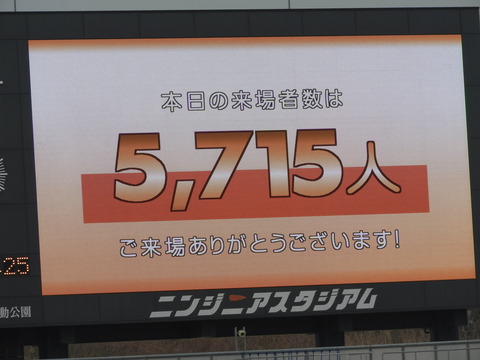 本日の来場者数は
5,715人
ご来場ありがとうございます!
25
ニンジニアスタジアム
動公園